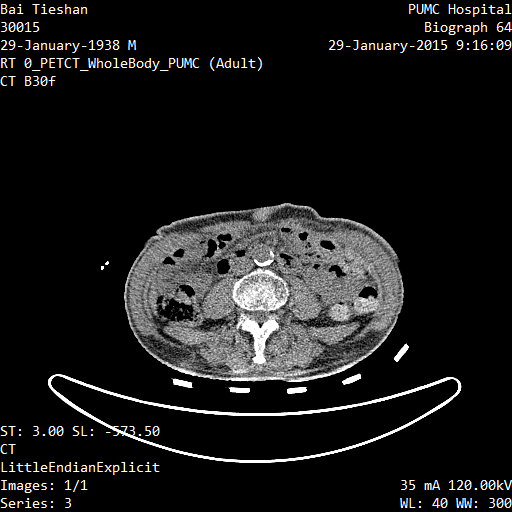 Bai Tieshan
30015
29-January-1938 M
RT 0_PETCT_WholeBody_PUMC (Adult)
CT B30f
PUMC Hospital
Biograph 64
29-January-2015 9:16:09
ST: 3.00 SL: -573.50
CT
LittleEndianExplicit
Images: 1/1
Series: 3
35 mA 120.00kV
WL: 40 WW: 300